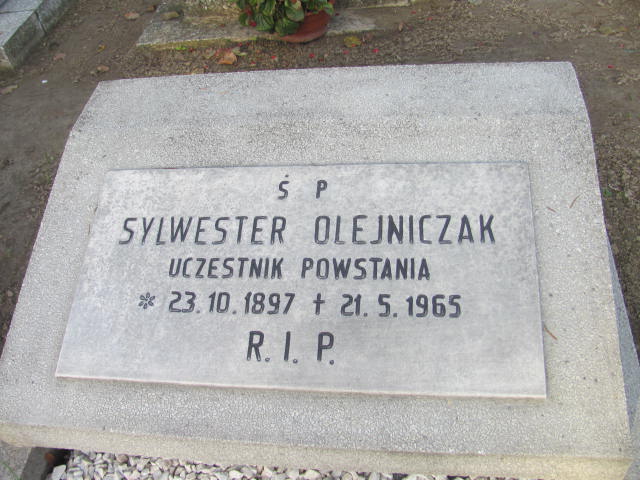 Ś P
SYLWESTER OLEJNICZAK
UCZESTNIK POWSTANIA
* 23.10.1897 + 21.5.1965
R. I. P.